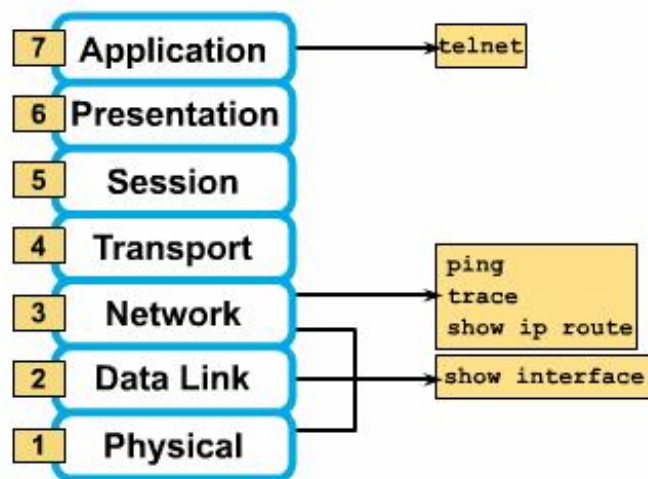 7 Application telnet
6 Presentation
5 Session
4 Transport
3 Network
ping
trace
show ip route
2 Data Link show interface
1 Physical